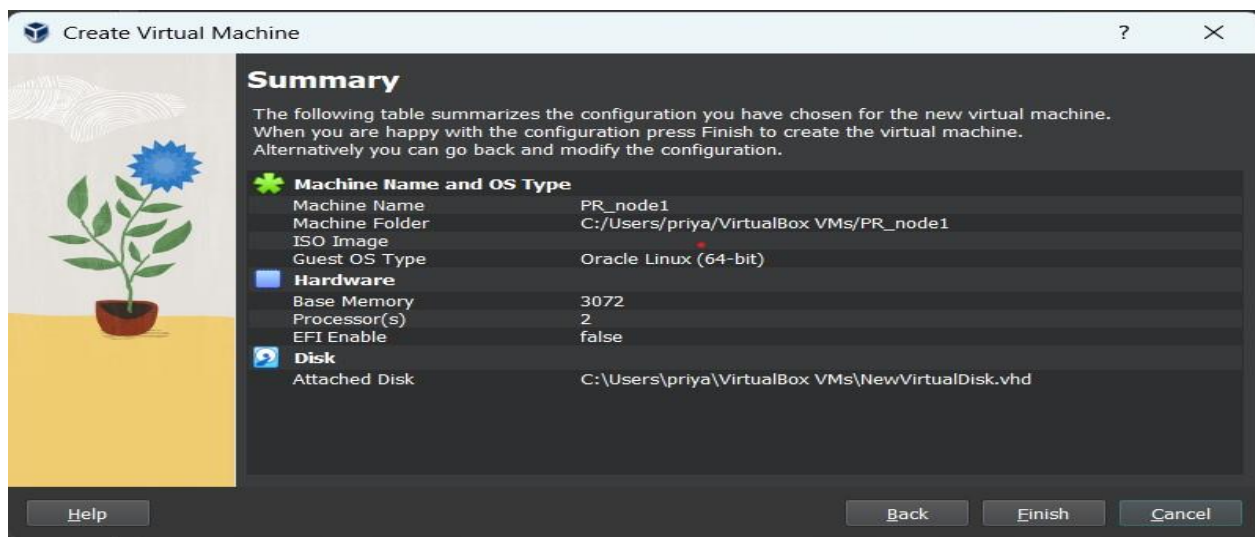 Create Virtual Machine ?
Summary
The following table summarizes the configuration you have chosen for the new virtual machine.
When you are happy with the configuration press Finish to create the virtual machine.
Alternatively you can go back and modify the configuration.
Machine Name and OS Type
Machine Name PR_node1
Machine Folder C:/Users/priya/VirtualBox VMs/PR_node1
ISO Image
Guest OS Type Oracle Linux (64-bit)
Hardware
Base Memory 3072
Processor(s) 2
EFI Enable false
Disk
Attached Disk C:\Users\priya\VirtualBox VMs\NewVirtualDisk.vhd
Help Back Finish Cancel